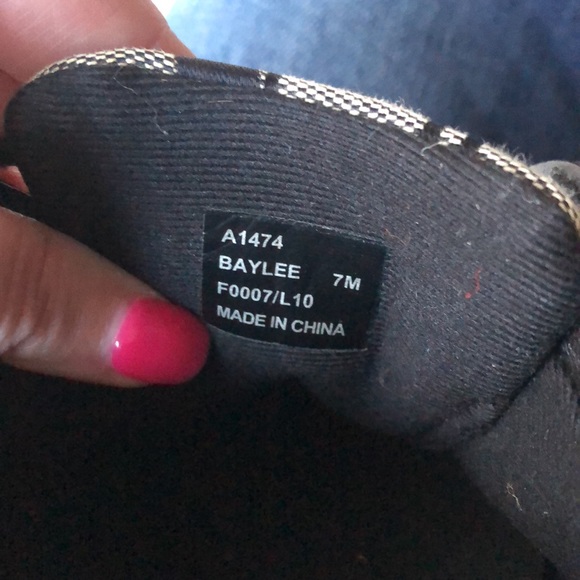 A1474
BAYLEE 7M
F0007/L10
MADE IN CHINA